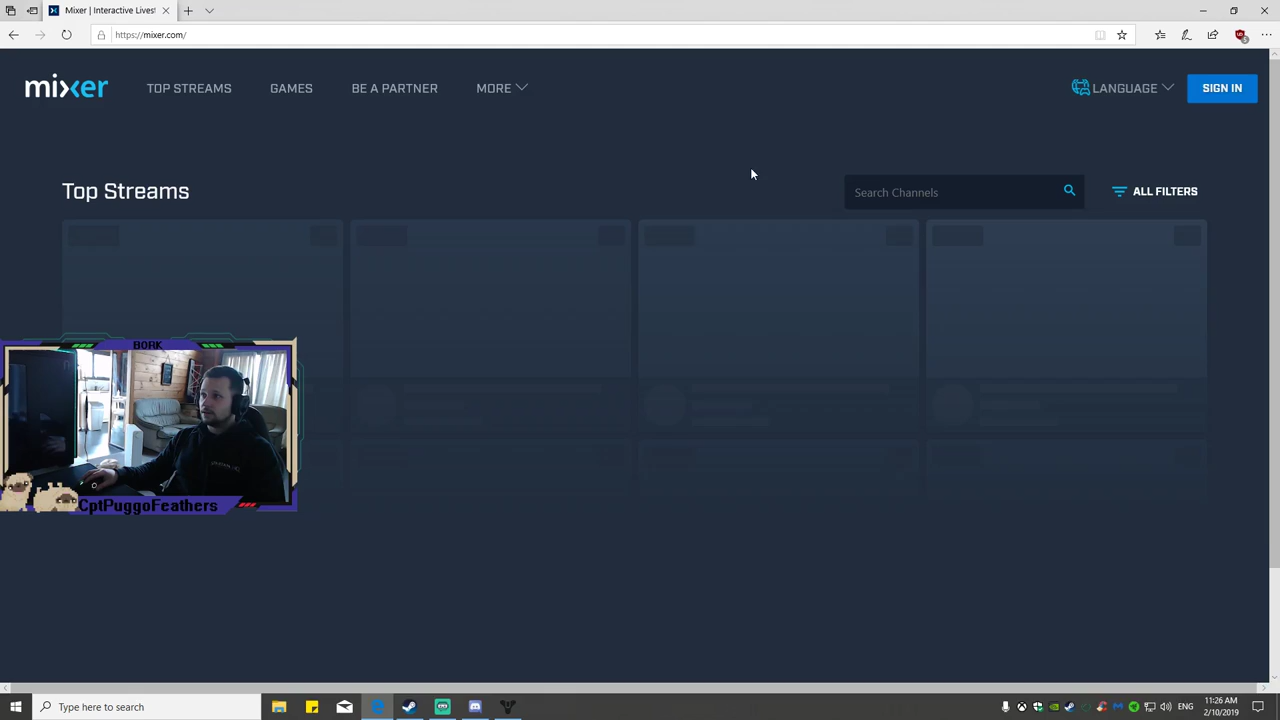 Mixer | Interactive Livest
https://mixer.com/
mixer
TOP STREAMS
GAMES
BE A PARTNER
MORE
LANGUAGE
SIGN IN
Top Streams
Search Channels
ALL FILTERS
BORK
CptPuggoFeathers
Type here to search
ENG
11:26 AM
2/10/2019